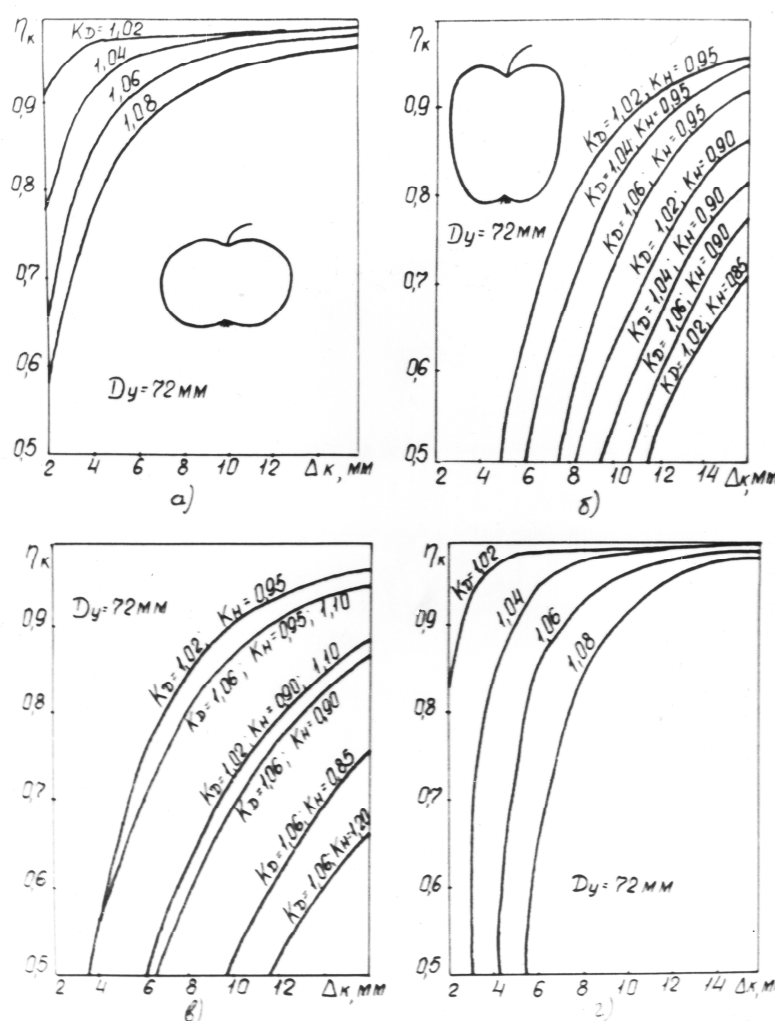 ηк
KD=1,02
1,04
1,06
1,08
0,9
0,8
0,7
0,6
0,5
Dy=72мм
2 4 6 8 10 12 Δк, мм
а)
ηк
KD=1,02; KH=0,95
KD=1,04; KH=0,95
KD=1,06; KH=0,95
KD=1,02; KH=0,90
KD=1,04; KH=0,90
KD=1,06; KH=0,90
KD=1,02; KH=0,85
0,9
0,8
0,7
0,6
0,5
Dy=72мм
4 6 8 10 12 14 Δк, мм
б)
ηк
Dy=72мм
KD=1,02; KH=0,95
KD=1,06; KH=0,95; 1,10
KD=1,02; KH=0,90; 1,10
KD=1,06; KH=0,90
KD=1,06; KH=0,85
KD=1,06; KH=1,20
0,9
0,8
0,7
0,6
0,5
2 4 6 8 10 12 Δк, мм
в)
ηк
KD=1,02
1,04
1,06
1,08
0,9
0,8
0,7
0,6
0,5
Dy=72мм
2 4 6 8 10 14 Δк, мм
г)